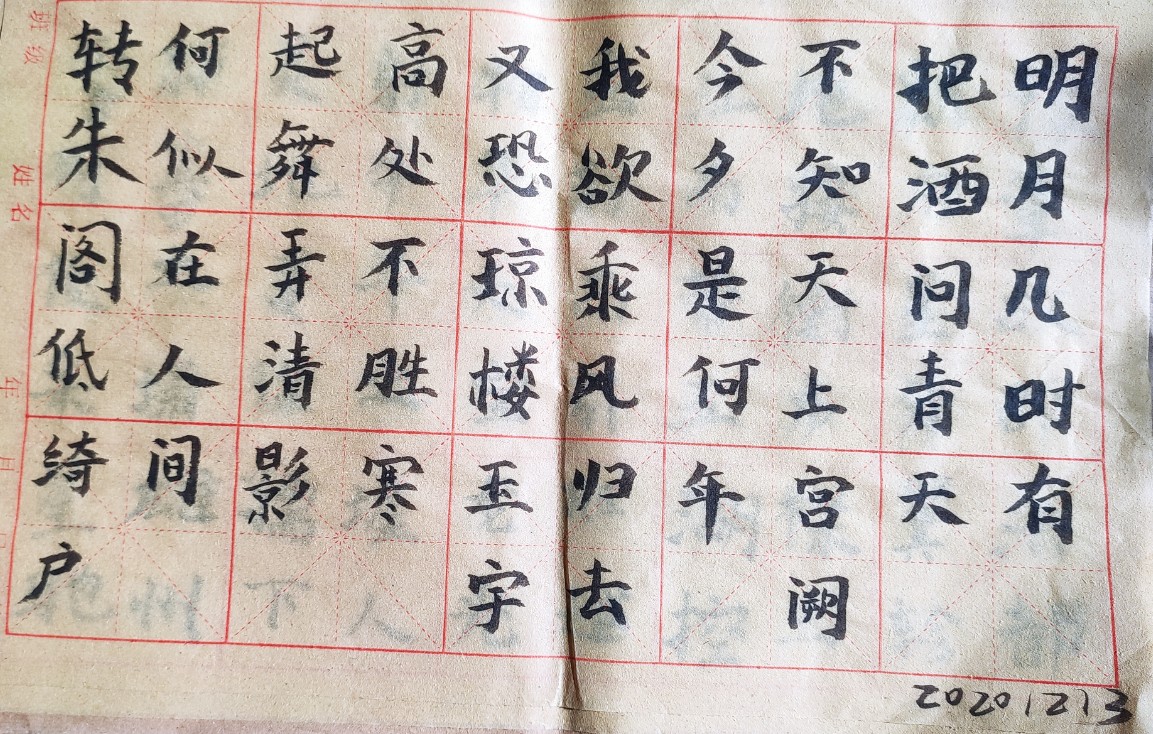 明月几时有
把酒问青天
不知天上宫阙
今夕是何年
我欲乘风归去
又恐琼楼玉宇
高处不胜寒
起舞弄清影
何似在人间
转朱阁低绮户
班级
姓名
年
月
20201213